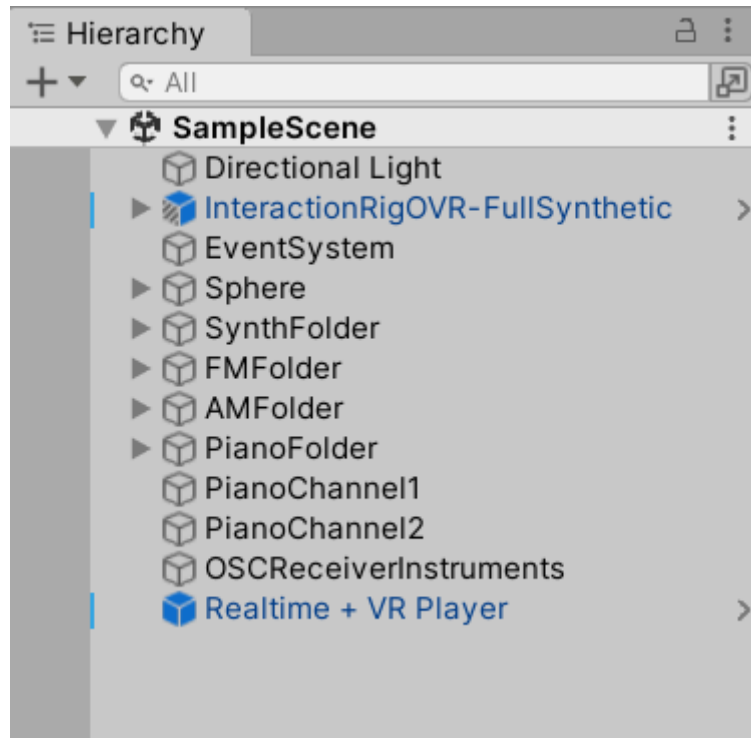 Hierarchy
All
SampleScene
Directional Light
InteractionRigOVR-FullSynthetic
EventSystem
Sphere
SynthFolder
FMFolder
AMFolder
PianoFolder
PianoChannel1
PianoChannel2
OSCReceiverInstruments
Realtime + VR Player